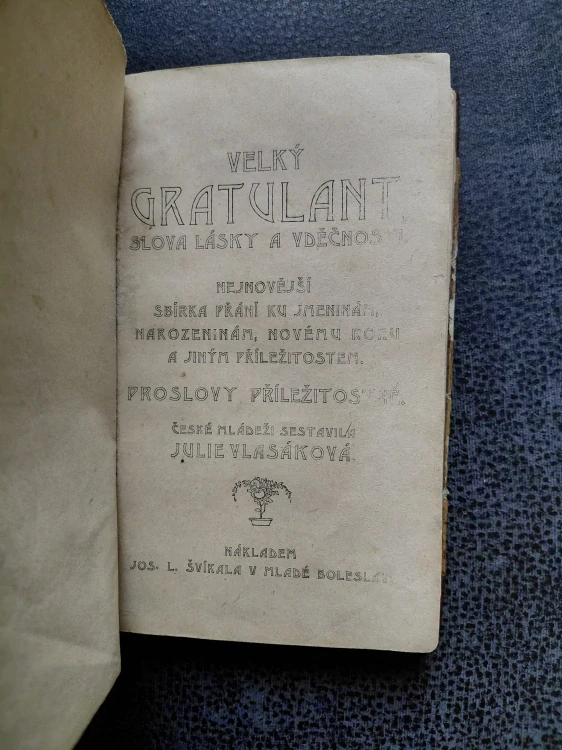 VELKÝ
GRATULANT,
SLOVA LÁSKY A VDĚČNOSTI.
NEJNOVĚJŠÍ
SBÍRKA PŘÁNÍ KU JMENINÁM,
NAROZENINÁM, NOVÉMU ROKU
A JINÝM PŘÍLEŽITOSTEM.
PROSLOVY PŘÍLEŽITOSTNÉ.
ČESKÉ MLÁDEŽI SESTAVILA
JULIE VLASÁKOVÁ.
NÁKLADEM
JOS. L. ŠVÍKALA V MLADÉ BOLESLAVI.